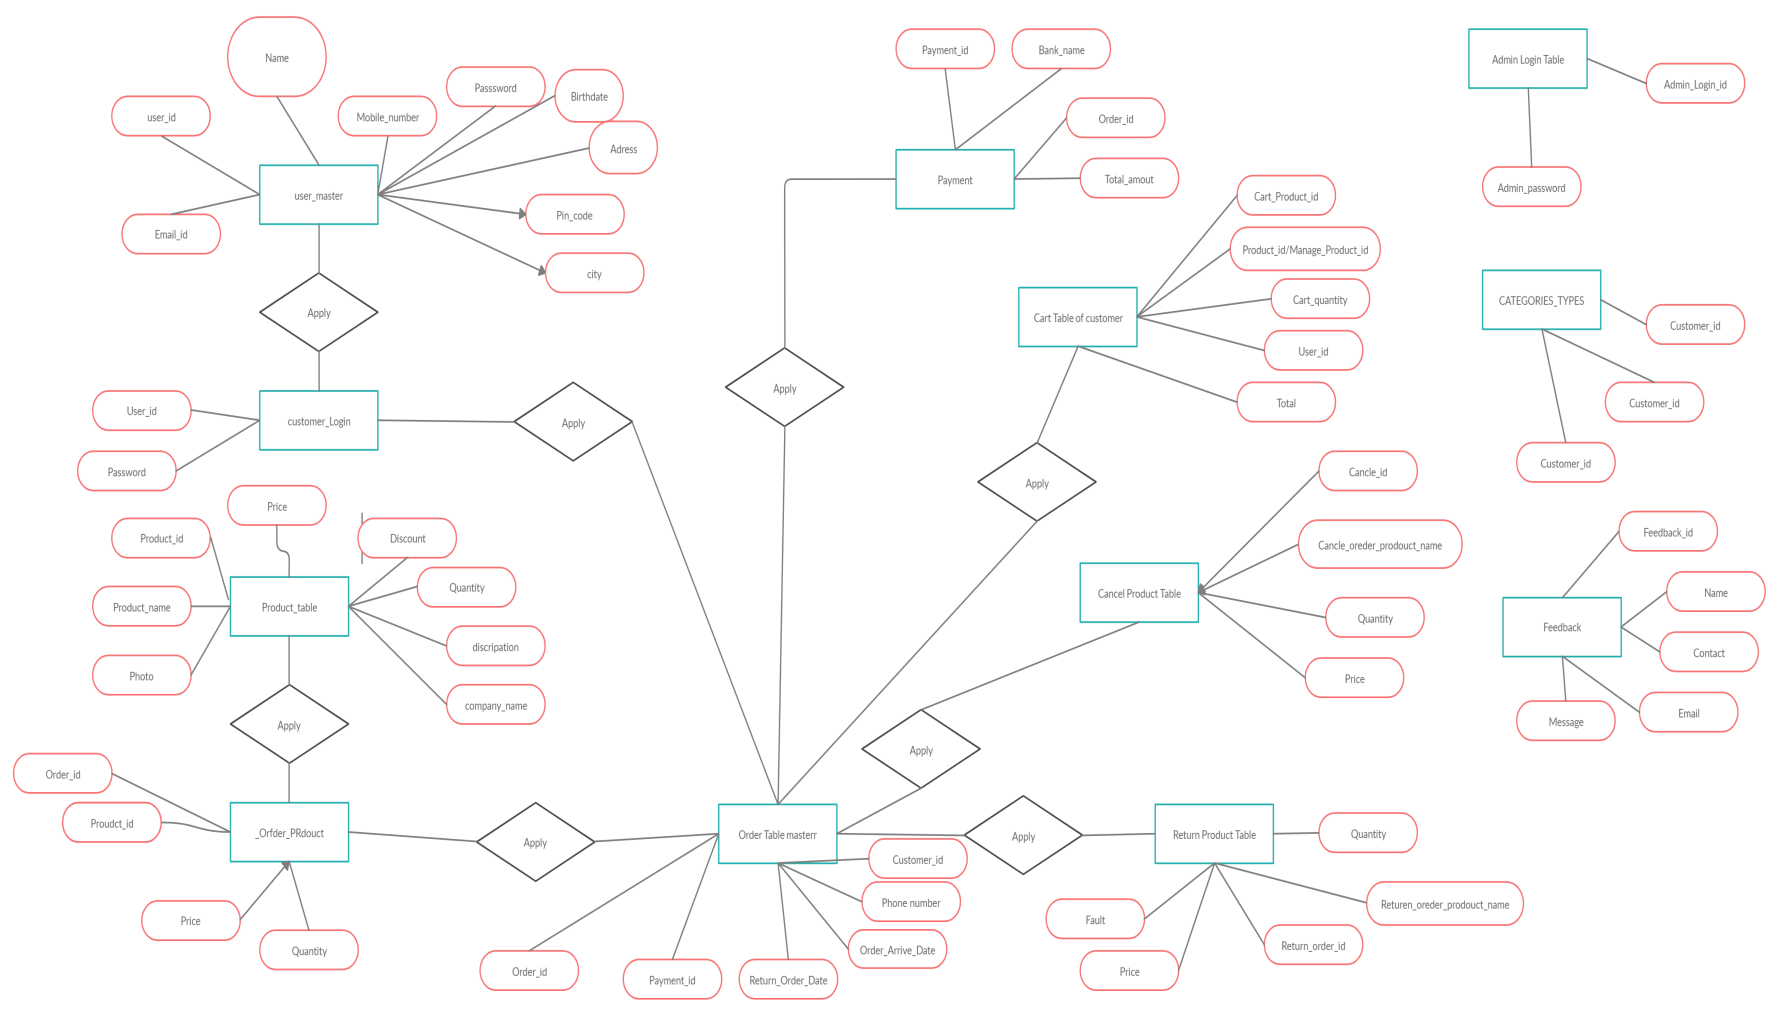 Name
user_id
Mobile_number
Passsword
Birthdate
Adress
user_master
Email_id
Pin_code
city
Apply
customer_Login
User_id
Password
Apply
Payment_id
Bank_name
Order_id
Total_amout
Payment
Apply
Cart_Product_id
Product_id/Manage_Product_id
Cart_quantity
User_id
Total
Cart Table of customer
Apply
Admin Login Table
Admin_Login_id
Admin_password
CATEGORIES_TYPES
Customer_id
Customer_id
Customer_id
Price
Product_id
Discount
Quantity
Product_name
Product_table
discripation
Photo
company_name
Apply
Cancle_id
Cancle_oreder_prodouct_name
Cancel Product Table
Quantity
Price
Apply
Feedback_id
Name
Feedback
Contact
Email
Message
Order_id
Proudct_id
_Orfder_PRdouct
Price
Quantity
Apply
Order Table masterr
Customer_id
Phone number
Order_Arrive_Date
Order_id
Payment_id
Return_Order_Date
Apply
Return Product Table
Quantity
Returen_oreder_prodouct_name
Fault
Return_order_id
Price